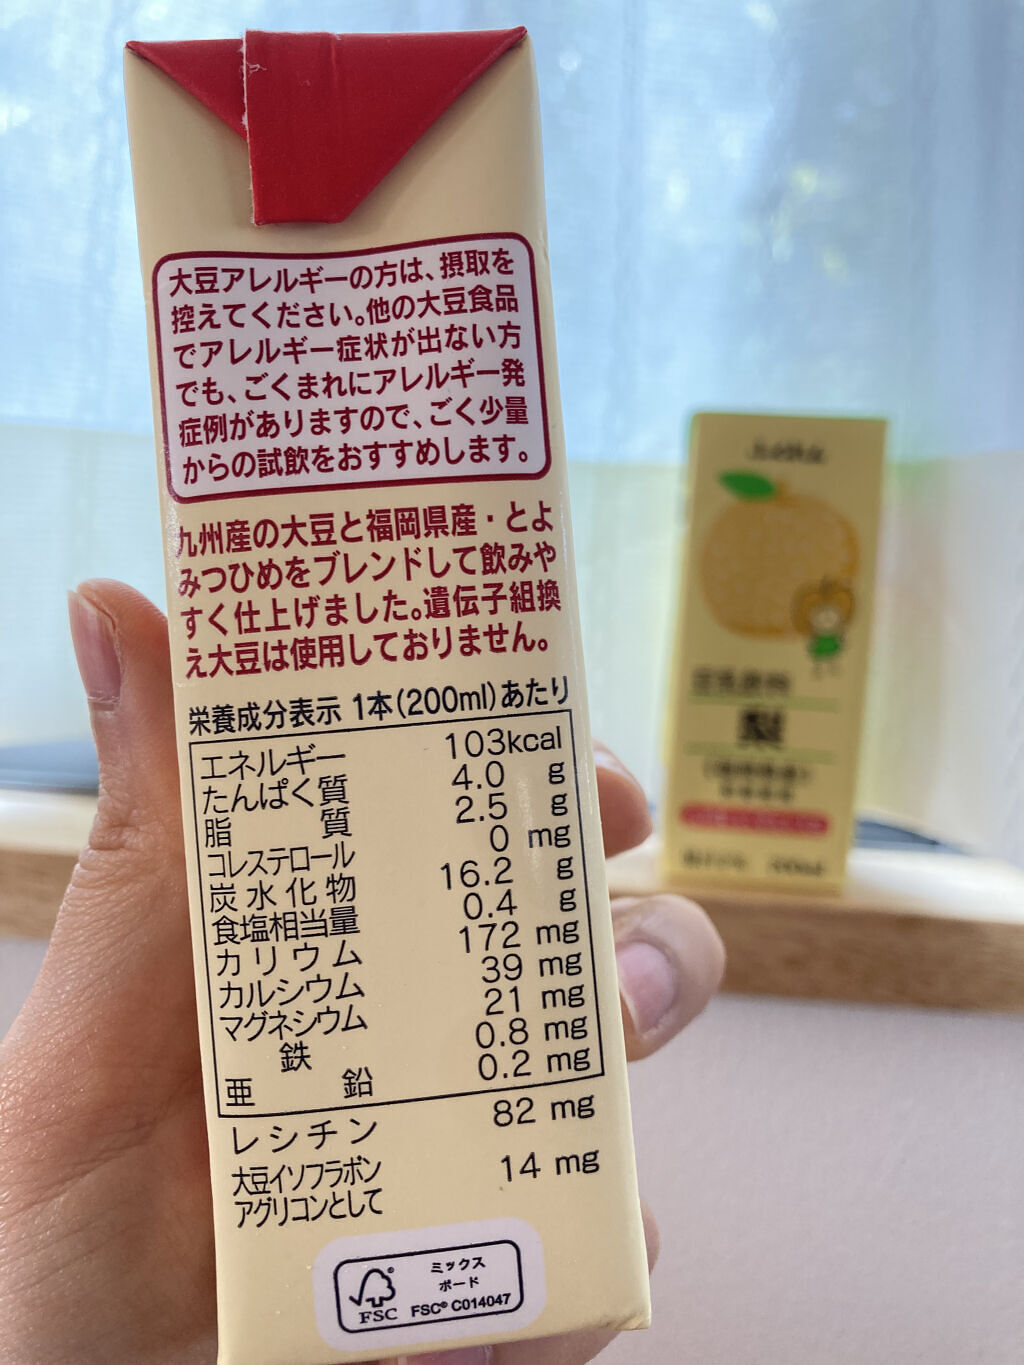 大豆アレルギーの方は、摂取を
控えてください。他の大豆食品
でアレルギー症状が出ない方
でも、ごくまれにアレルギー発
症例がありますので、ごく少量
からの試飲をおすすめします。
九州産の大豆と福岡県産・とよ
みつひめをブレンドして飲みや
すく仕上げました。遺伝子組換
え大豆は使用しておりません。
栄養成分表示 1本(200ml)あたり
エネルギー 103kcal
たんぱく質 4.0 g
脂質 2.5 g
コレステロール 0 mg
炭水化物 16.2 g
食塩相当量 0.4 g
カリウム 172 mg
カルシウム 39 mg
マグネシウム 21 mg
鉄 0.8 mg
亜鉛 0.2 mg
レシチン 82 mg
大豆イソフラボン
アグリコンとして 14 mg
ミックス
ボード
FSC FSC® C014047
梨